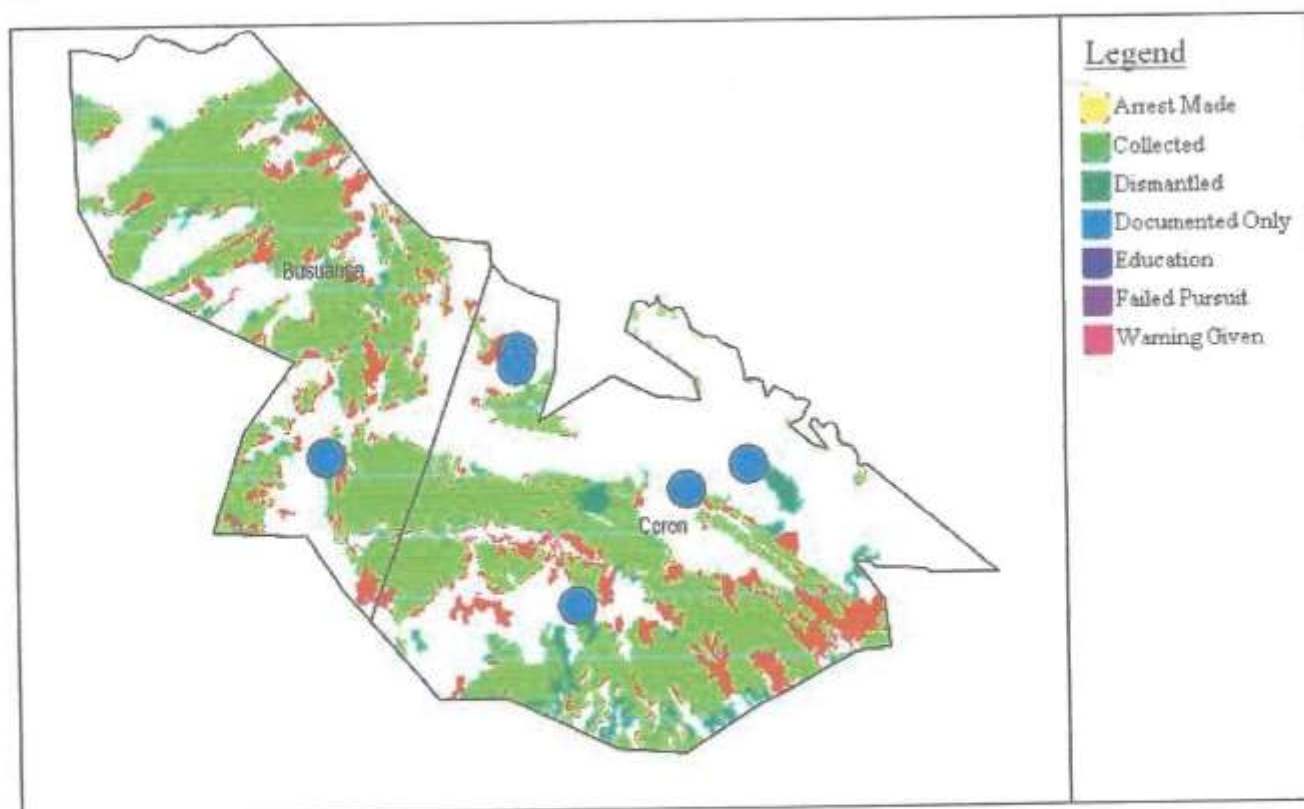 Legend
Arrest Made
Collected
Dismantled
Documented Only
Education
Failed Pursuit
Warning Given
Busuanga
Coron